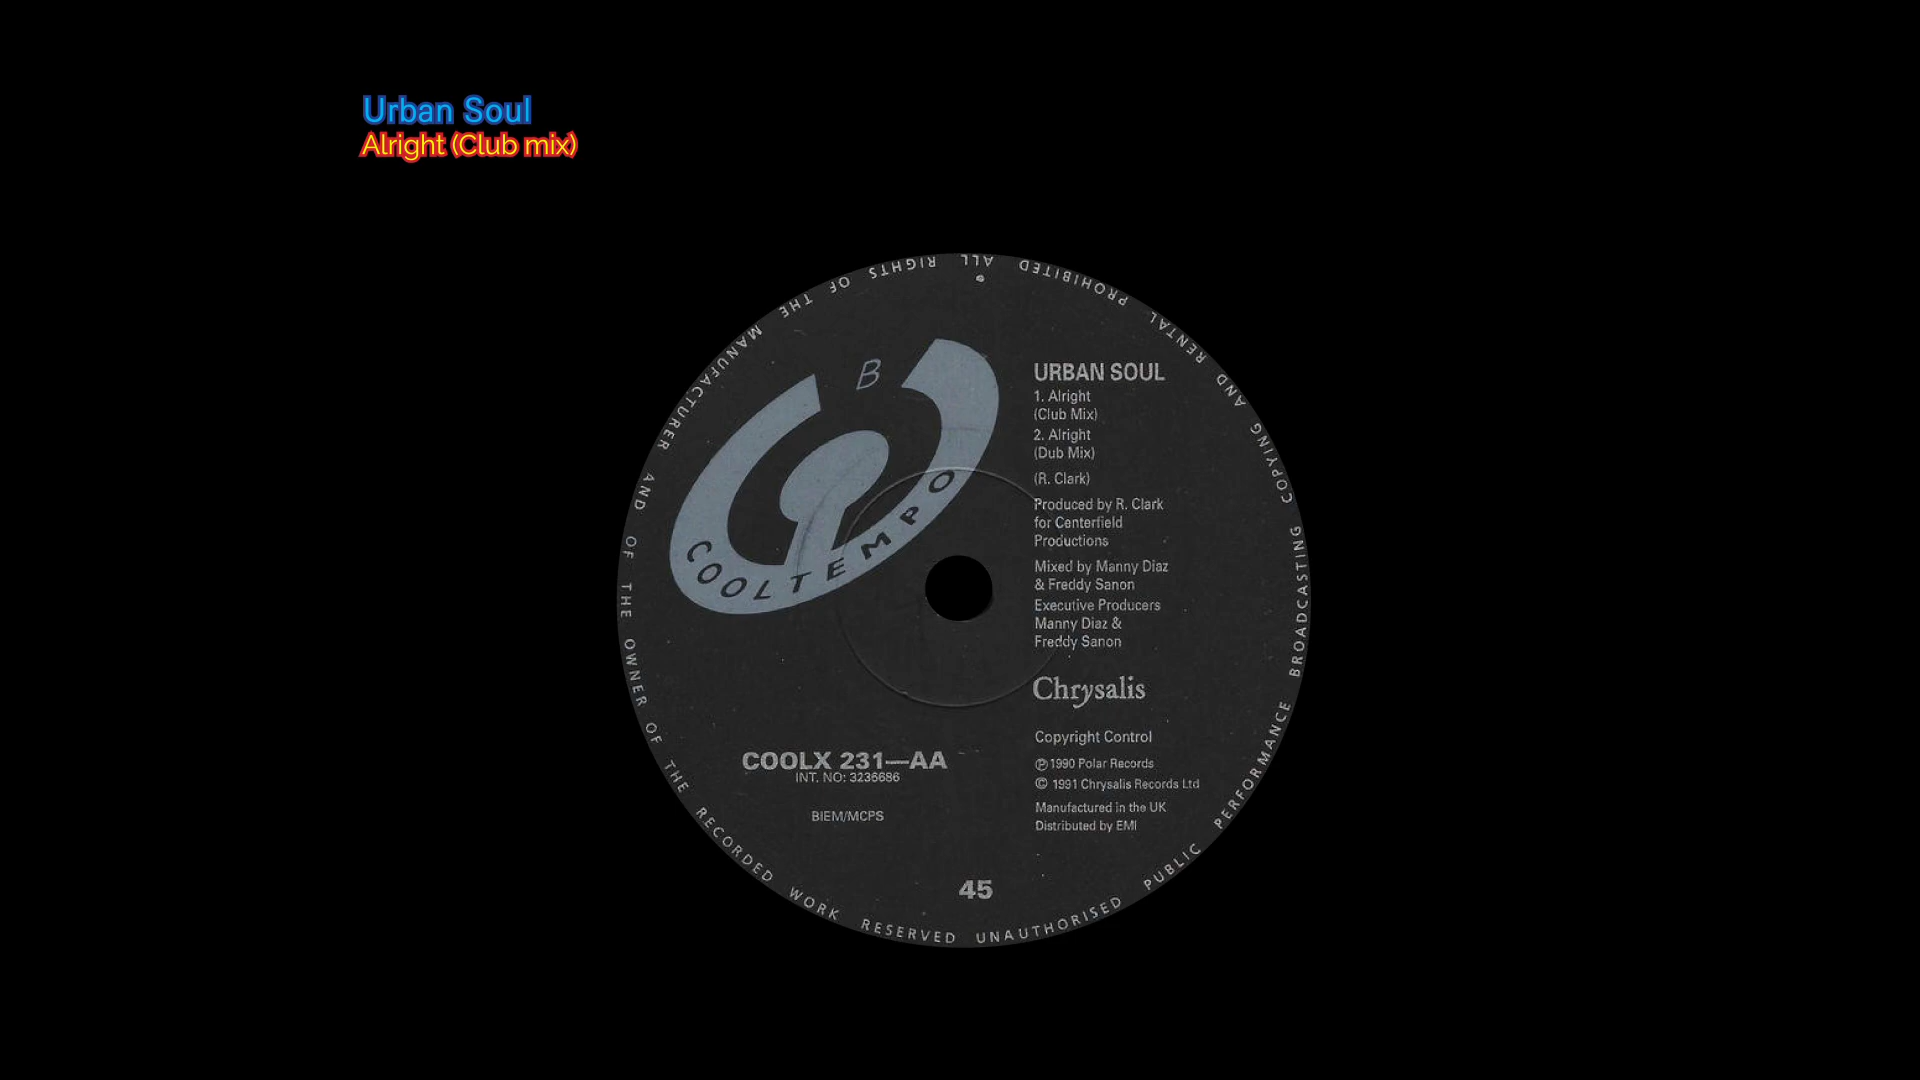 Urban Soul
Alright (Club mix)
B
COOLTEMPO
URBAN SOUL
1. Alright
(Club Mix)
2. Alright
(Dub Mix)
(R. Clark)
Produced by R. Clark
for Centerfield
Productions
Mixed by Manny Diaz
& Freddy Sanon
Executive Producers
Manny Diaz &
Freddy Sanon
Chrysalis
Copyright Control
℗ 1990 Polar Records
© 1991 Chrysalis Records Ltd
Manufactured in the UK
Distributed by EMI
COOLX 231—AA
INT. NO: 3236686
BIEM/MCPS
45
ALL RIGHTS OF THE MANUFACTURER AND OF THE OWNER OF THE RECORDED WORK RESERVED UNAUTHORISED PUBLIC PERFORMANCE BROADCASTING COPYING AND RENTAL PROHIBITED